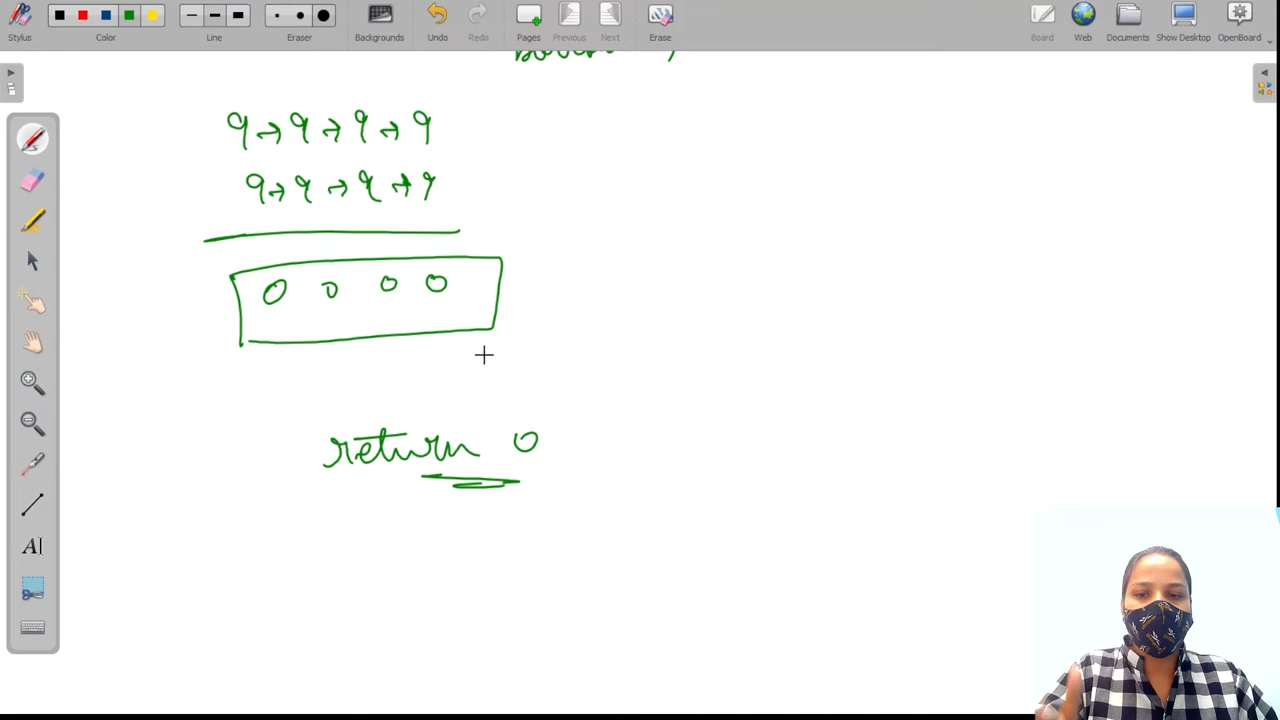 Stylus Color Line Eraser Backgrounds Undo Redo Pages Previous Next Erase Board Web Documents Show Desktop OpenBoard
9→9→9→9
9→9→9→9
0 0 0 0
return 0
A